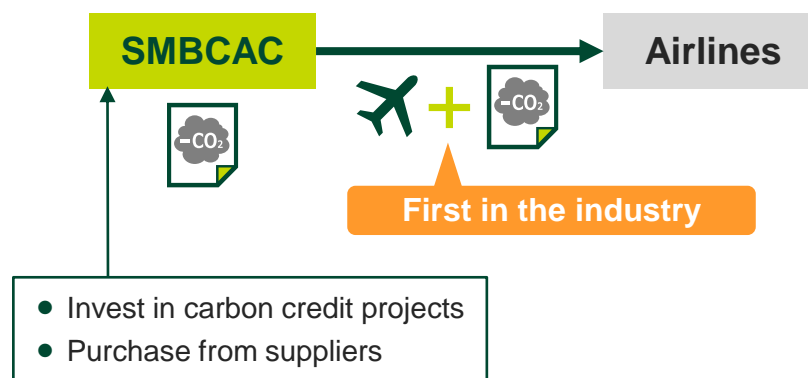 SMBCAC
Airlines
-CO₂
-CO₂
First in the industry
● Invest in carbon credit projects
● Purchase from suppliers